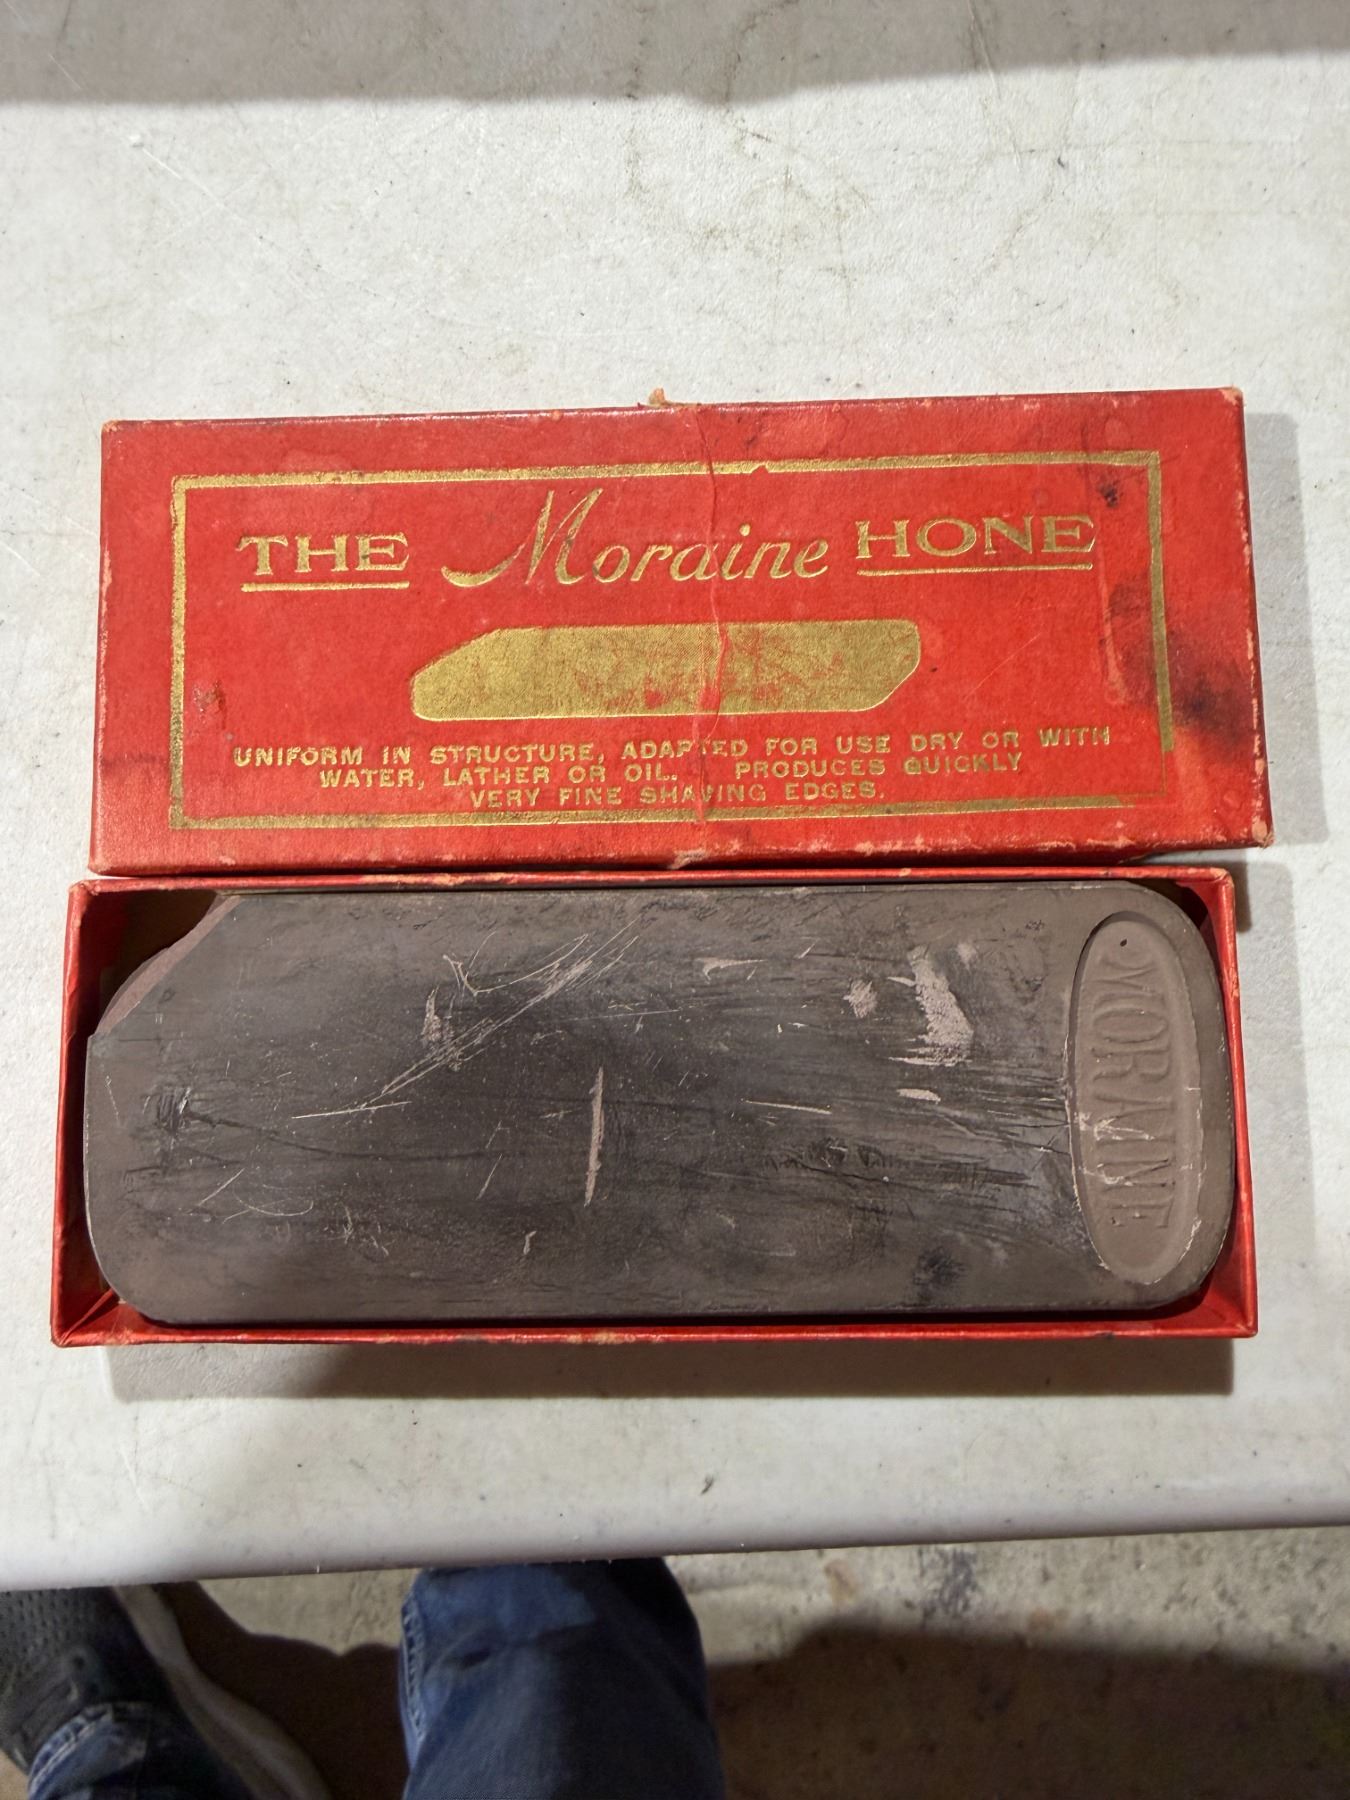 THE Moraine HONE
UNIFORM IN STRUCTURE, ADAPTED FOR USE DRY OR WITH
WATER, LATHER OR OIL. PRODUCES QUICKLY
VERY FINE SHAVING EDGES.
MORAINE